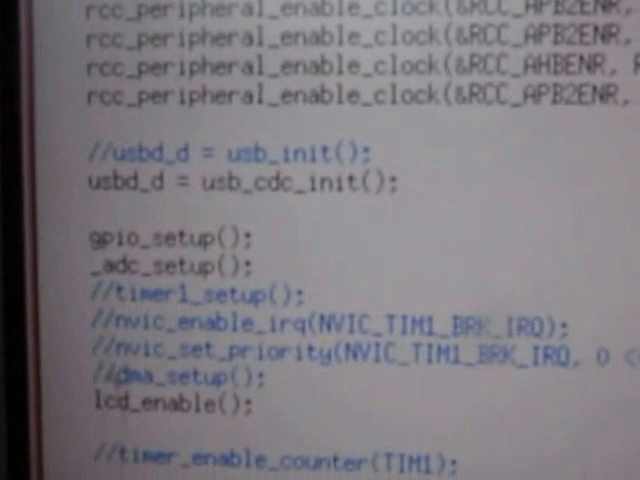 rcc_peripheral_enable_clock(&RCC_APB2ENR,
rcc_peripheral_enable_clock(&RCC_APB2ENR,
rcc_peripheral_enable_clock(&RCC_AHBENR, R
rcc_peripheral_enable_clock(&RCC_APB2ENR,
//usbd_d = usb_init();
usbd_d = usb_cdc_init();
gpio_setup();
_adc_setup();
//timer1_setup();
//nvic_enable_irq(NVIC_TIM1_BRK_IRQ);
//nvic_set_priority(NVIC_TIM1_BRK_IRQ, 0 <
//dma_setup();
lcd_enable();
//timer_enable_counter(TIM1);